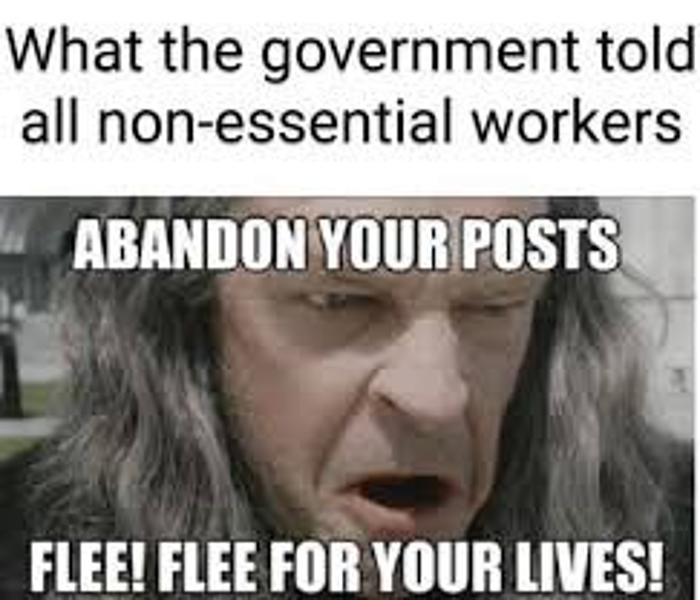 What the government told
all non-essential workers
ABANDON YOUR POSTS
FLEE! FLEE FOR YOUR LIVES!